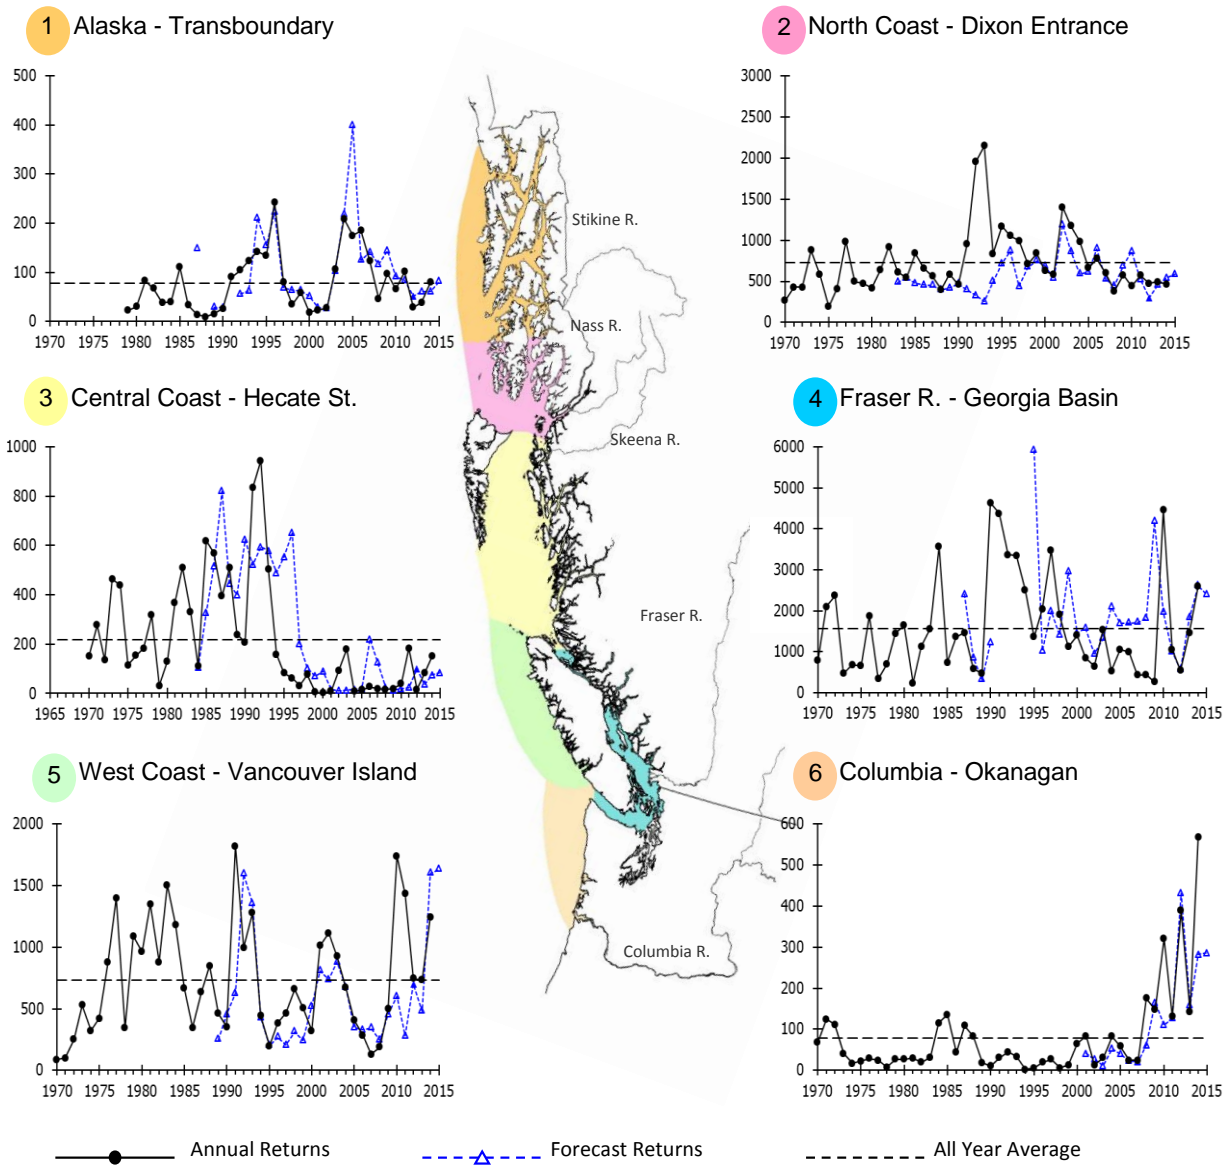 1 Alaska - Transboundary
500
400
300
200
100
0
1970 1975 1980 1985 1990 1995 2000 2005 2010 2015
2 North Coast - Dixon Entrance
3000
2500
2000
1500
1000
500
0
1970 1975 1980 1985 1990 1995 2000 2005 2010 2015
3 Central Coast - Hecate St.
1000
800
600
400
200
0
1965 1970 1975 1980 1985 1990 1995 2000 2005 2010 2015
Stikine R.
Nass R.
Skeena R.
Fraser R.
Columbia R.
4 Fraser R. - Georgia Basin
6000
5000
4000
3000
2000
1000
0
1970 1975 1980 1985 1990 1995 2000 2005 2010 2015
5 West Coast - Vancouver Island
2000
1500
1000
500
0
1970 1975 1980 1985 1990 1995 2000 2005 2010 2015
6 Columbia - Okanagan
600
500
400
300
200
100
0
1970 1975 1980 1985 1990 1995 2000 2005 2010 2015
Annual Returns Forecast Returns All Year Average